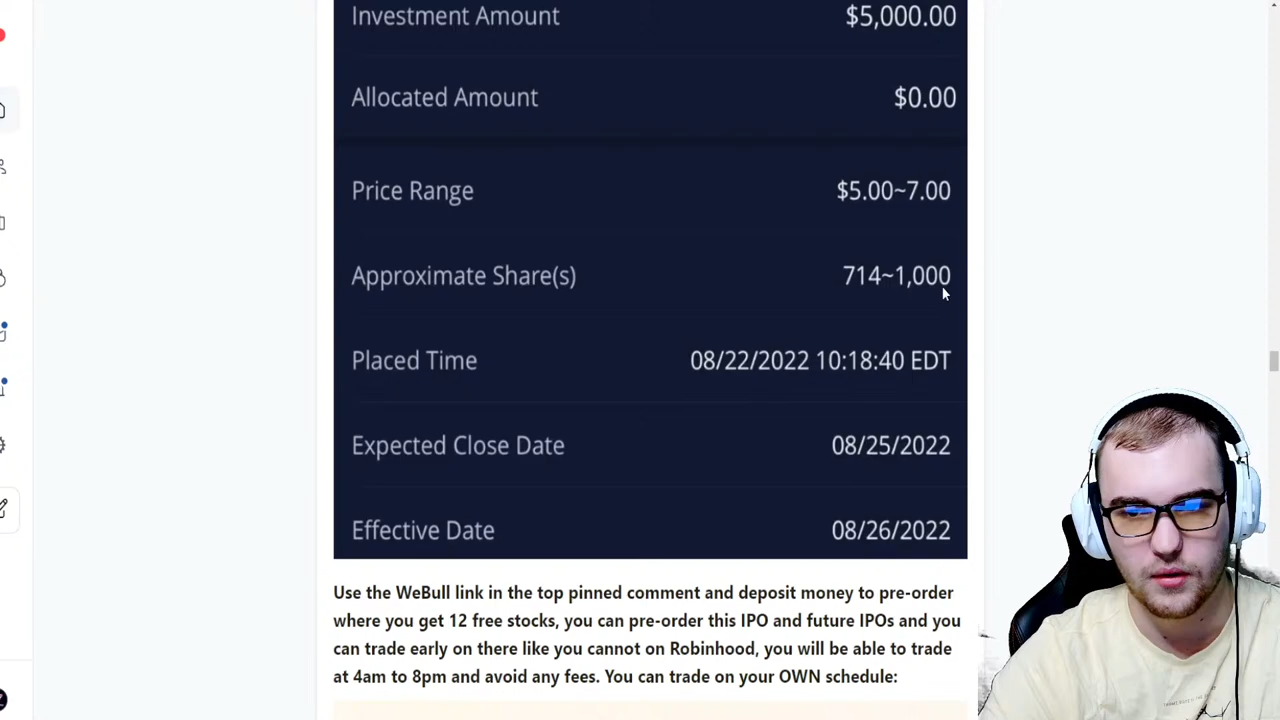 Investment Amount $5,000.00
Allocated Amount $0.00
Price Range $5.00~7.00
Approximate Share(s) 714~1,000
Placed Time 08/22/2022 10:18:40 EDT
Expected Close Date 08/25/2022
Effective Date 08/26/2022
Use the WeBull link in the top pinned comment and deposit money to pre-order
where you get 12 free stocks, you can pre-order this IPO and future IPOs and you
can trade early on there like you cannot on Robinhood, you will be able to trade
at 4am to 8pm and avoid any fees. You can trade on your OWN schedule: